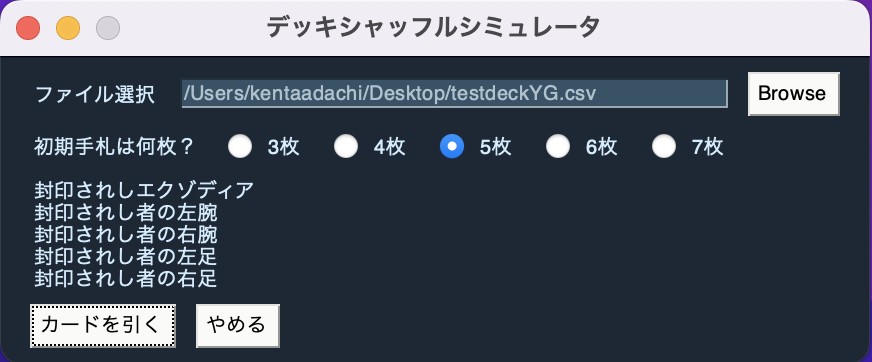 デッキシャッフルシミュレータ
ファイル選択 /Users/kentaadachi/Desktop/testdeckYG.csv Browse
初期手札は何枚？ 3枚 4枚 5枚 6枚 7枚
封印されしエクゾディア
封印されし者の左腕
封印されし者の右腕
封印されし者の左足
封印されし者の右足
カードを引く やめる